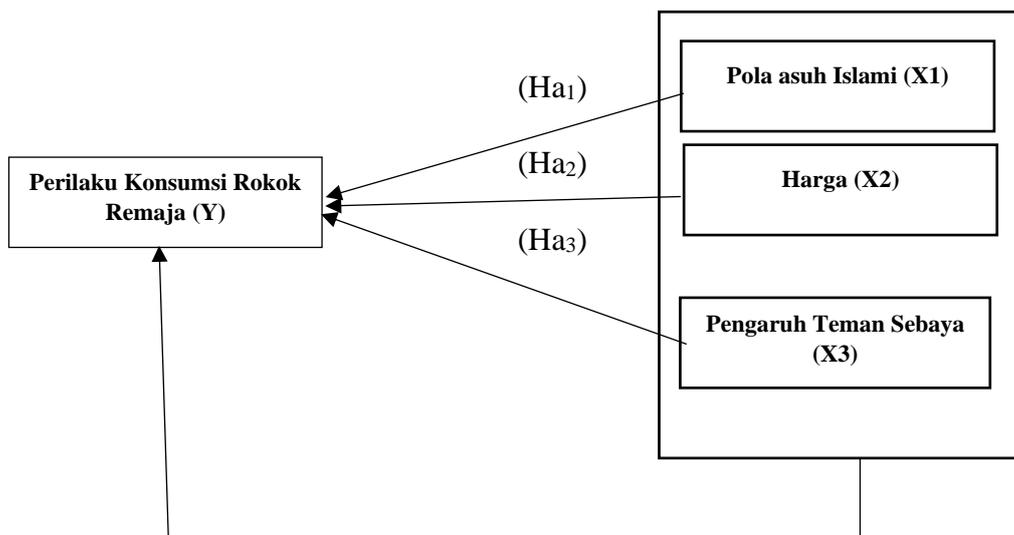 Pola asuh Islami (X1)
(Ha1)
(Ha2)
Perilaku Konsumsi Rokok
Remaja (Y)
Harga (X2)
(Ha3)
Pengaruh Teman Sebaya
(X3)